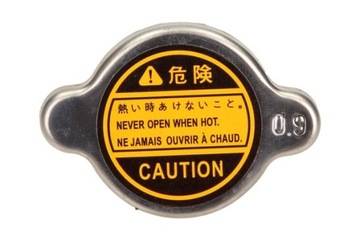 危険
熱い時あけないこと。
NEVER OPEN WHEN HOT.
NE JAMAIS OUVRIR À CHAUD.
CAUTION
0.9